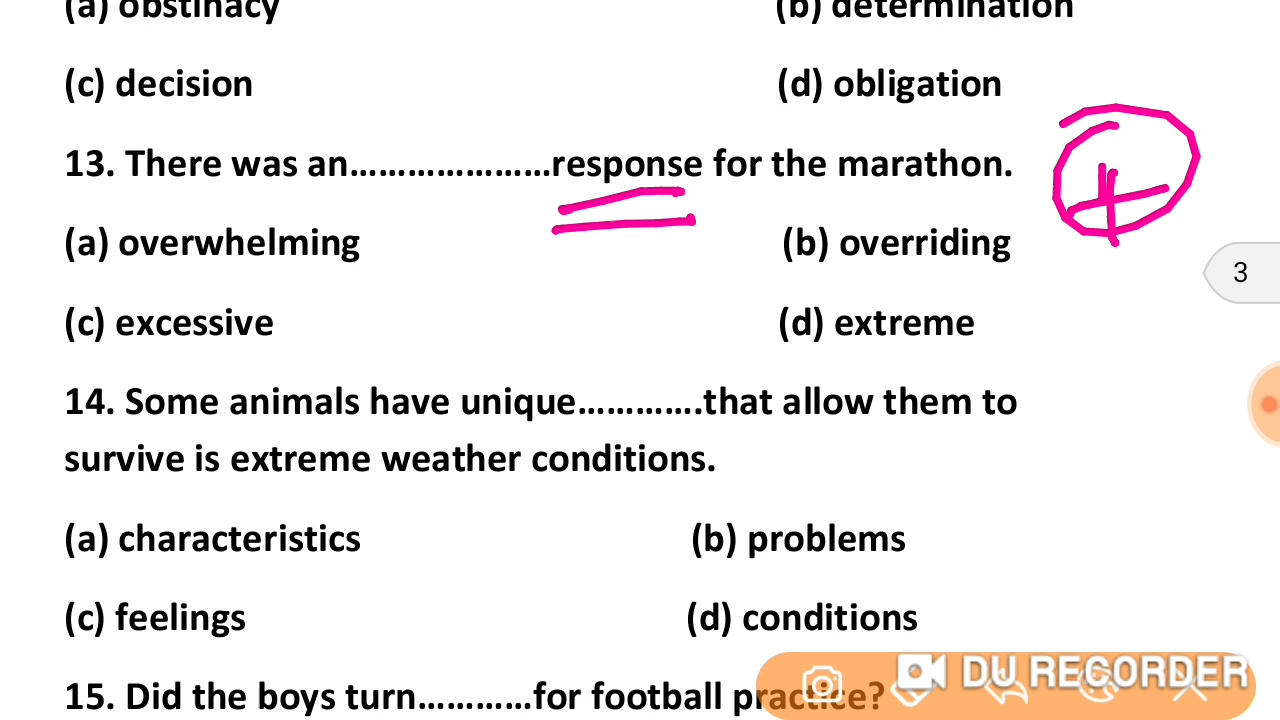 (a) obstinacy (b) determination
(c) decision (d) obligation
13. There was an.....................response for the marathon.
(a) overwhelming (b) overriding
3
(c) excessive (d) extreme
14. Some animals have unique.............that allow them to
survive is extreme weather conditions.
(a) characteristics (b) problems
(c) feelings (d) conditions
15. Did the boys turn............for football practice?
DU RECORDER